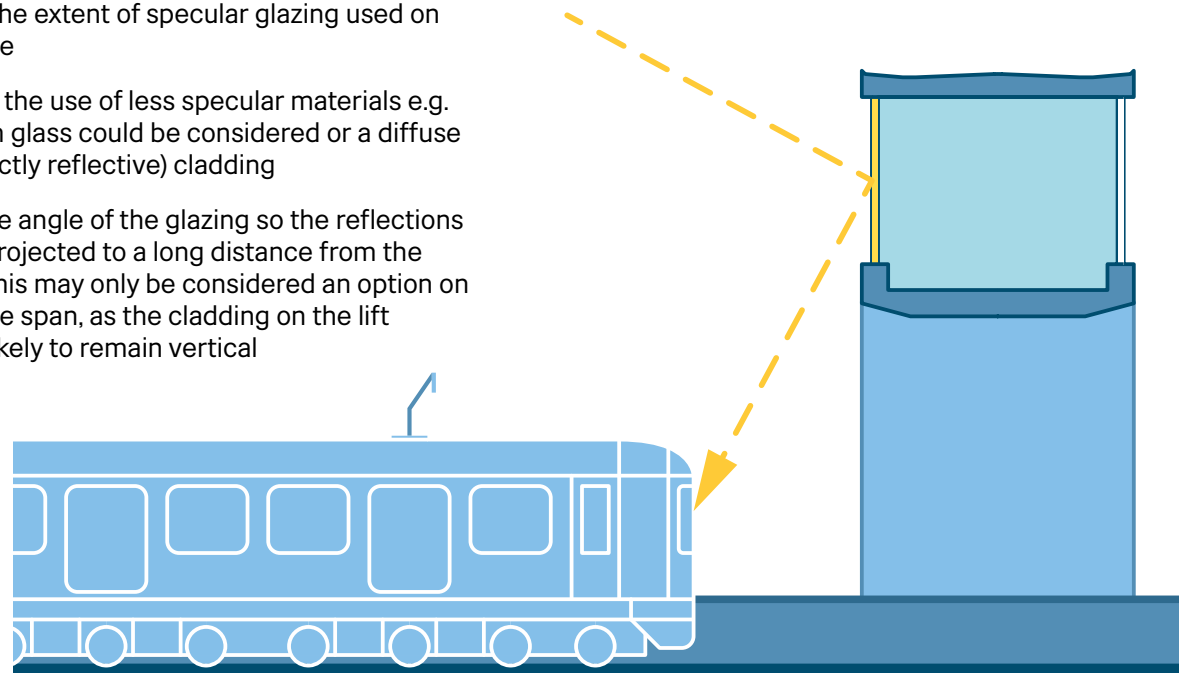 he extent of specular glazing used on
e
the use of less specular materials e.g.
n glass could be considered or a diffuse
ctly reflective) cladding
e angle of the glazing so the reflections
rojected to a long distance from the
his may only be considered an option on
e span, as the cladding on the lift
kely to remain vertical